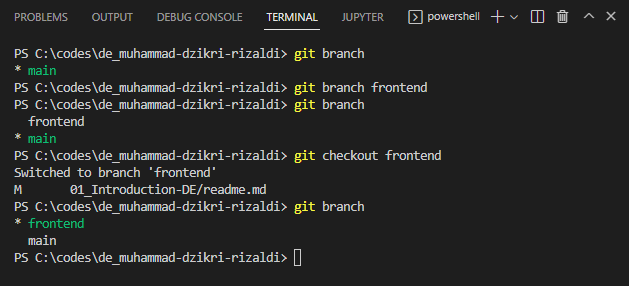 PROBLEMS OUTPUT DEBUG CONSOLE TERMINAL JUPYTER powershell
PS C:\codes\de_muhammad-dzikri-rizaldi> git branch
* main
PS C:\codes\de_muhammad-dzikri-rizaldi> git branch frontend
PS C:\codes\de_muhammad-dzikri-rizaldi> git branch
  frontend
* main
PS C:\codes\de_muhammad-dzikri-rizaldi> git checkout frontend
Switched to branch 'frontend'
M       01_Introduction-DE/readme.md
PS C:\codes\de_muhammad-dzikri-rizaldi> git branch
* frontend
  main
PS C:\codes\de_muhammad-dzikri-rizaldi>